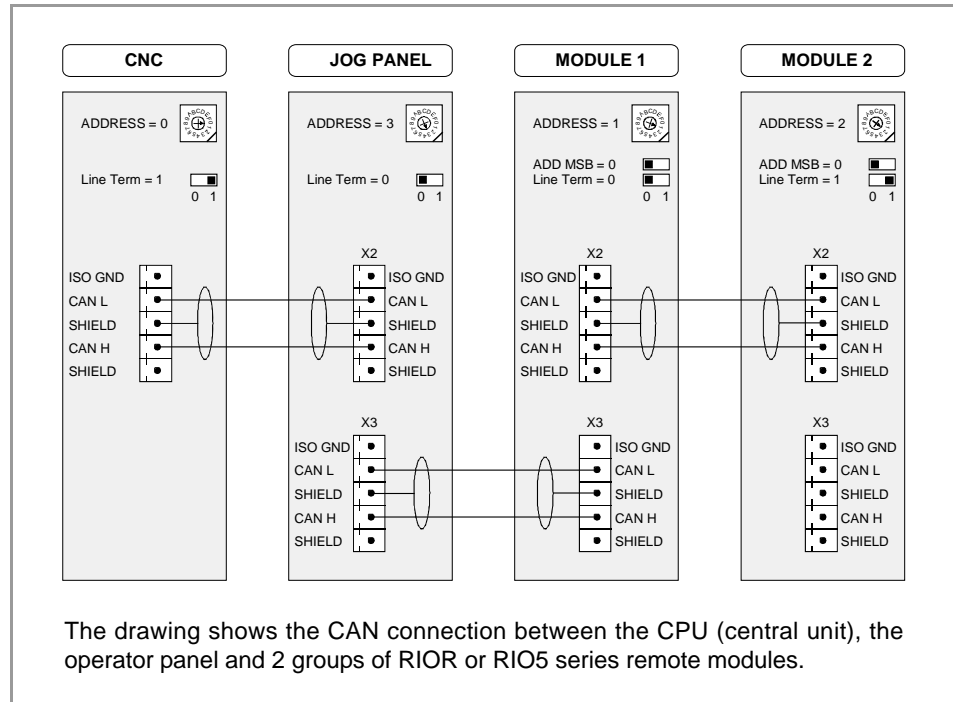 CNC
ADDRESS = 0
Line Term = 1
0 1
ISO GND
CAN L
SHIELD
CAN H
SHIELD
JOG PANEL
ADDRESS = 3
Line Term = 0
0 1
X2
ISO GND
CAN L
SHIELD
CAN H
SHIELD
X3
ISO GND
CAN L
SHIELD
CAN H
SHIELD
MODULE 1
ADDRESS = 1
ADD MSB = 0
Line Term = 0
0 1
X2
ISO GND
CAN L
SHIELD
CAN H
SHIELD
X3
ISO GND
CAN L
SHIELD
CAN H
SHIELD
MODULE 2
ADDRESS = 2
ADD MSB = 0
Line Term = 1
0 1
X2
ISO GND
CAN L
SHIELD
CAN H
SHIELD
X3
ISO GND
CAN L
SHIELD
CAN H
SHIELD
The drawing shows the CAN connection between the CPU (central unit), the
operator panel and 2 groups of RIOR or RIO5 series remote modules.